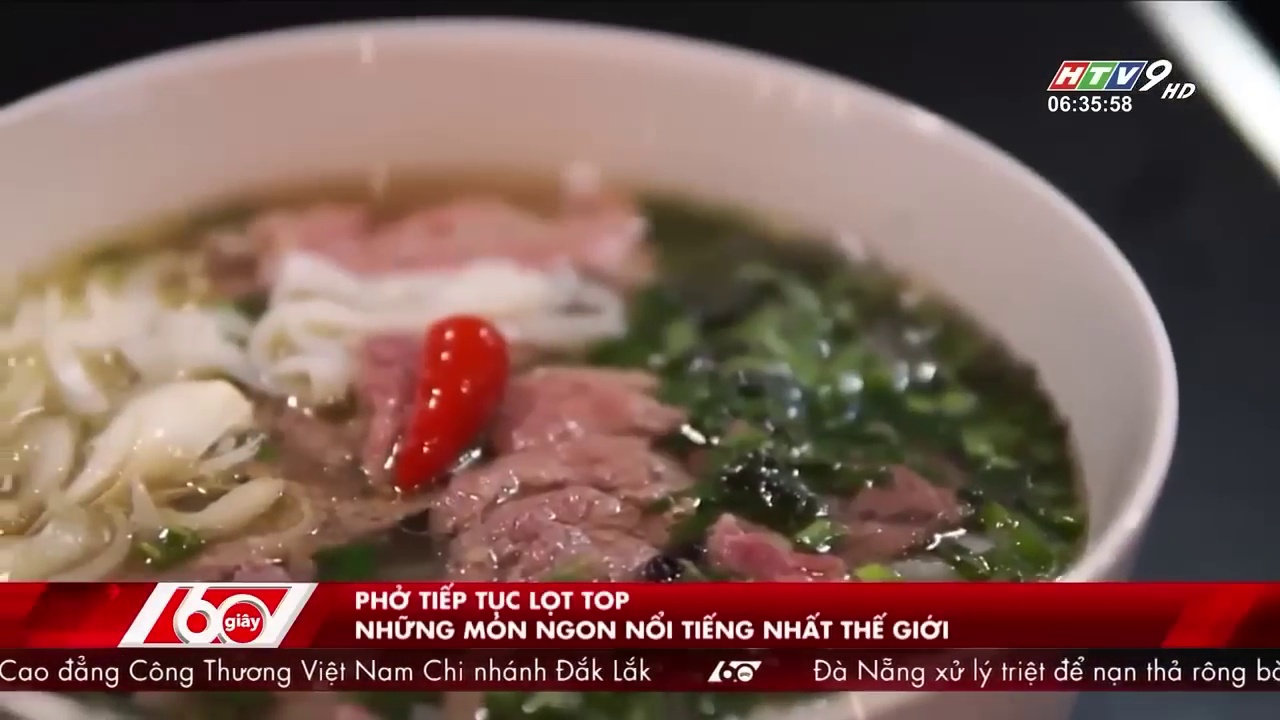 HTV9 HD
06:35:58
60 giây
PHỞ TIẾP TỤC LỌT TOP
NHỮNG MÓN NGON NỔI TIẾNG NHẤT THẾ GIỚI
Cao đẳng Công Thương Việt Nam Chi nhánh Đắk Lắk
60 giây
Đà Nẵng xử lý triệt để nạn thả rông